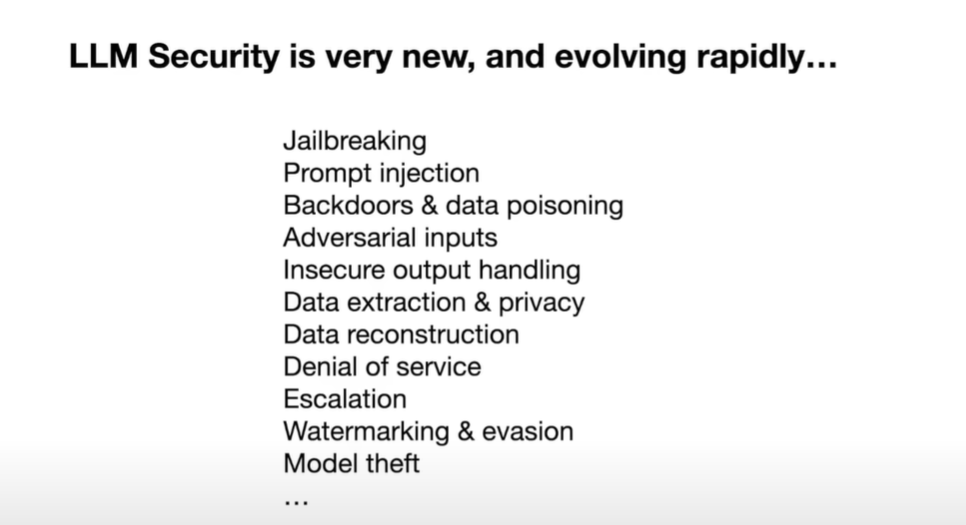 LLM Security is very new, and evolving rapidly...
Jailbreaking
Prompt injection
Backdoors & data poisoning
Adversarial inputs
Insecure output handling
Data extraction & privacy
Data reconstruction
Denial of service
Escalation
Watermarking & evasion
Model theft
...